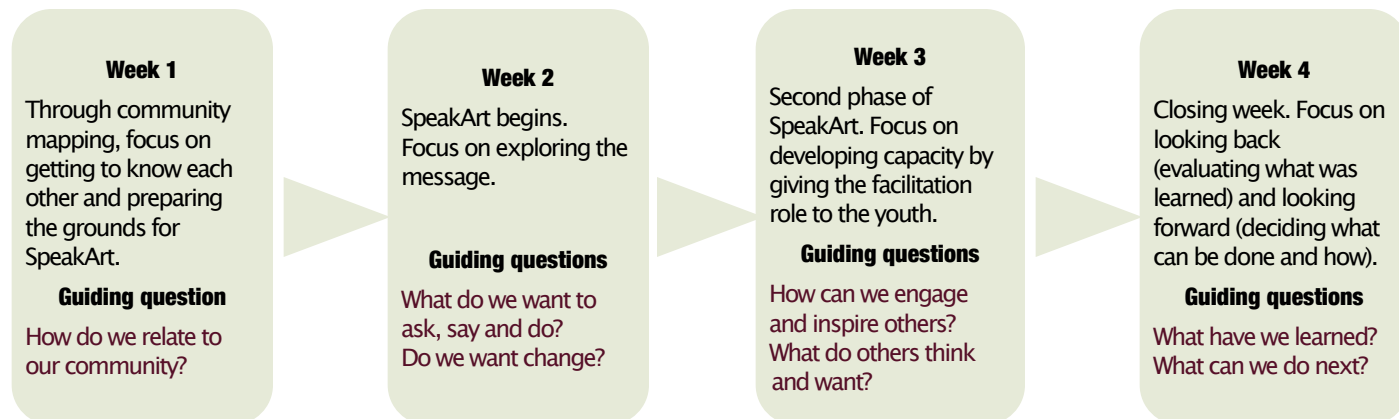 Week 1
Through community
mapping, focus on
getting to know each
other and preparing
the grounds for
SpeakArt.
Guiding question
How do we relate to
our community?
Week 2
SpeakArt begins.
Focus on exploring the
message.
Guiding questions
What do we want to
ask, say and do?
Do we want change?
Week 3
Second phase of
SpeakArt. Focus on
developing capacity by
giving the facilitation
role to the youth.
Guiding questions
How can we engage
and inspire others?
What do others think
and want?
Week 4
Closing week. Focus on
looking back
(evaluating what was
learned) and looking
forward (deciding what
can be done and how).
Guiding questions
What have we learned?
What can we do next?